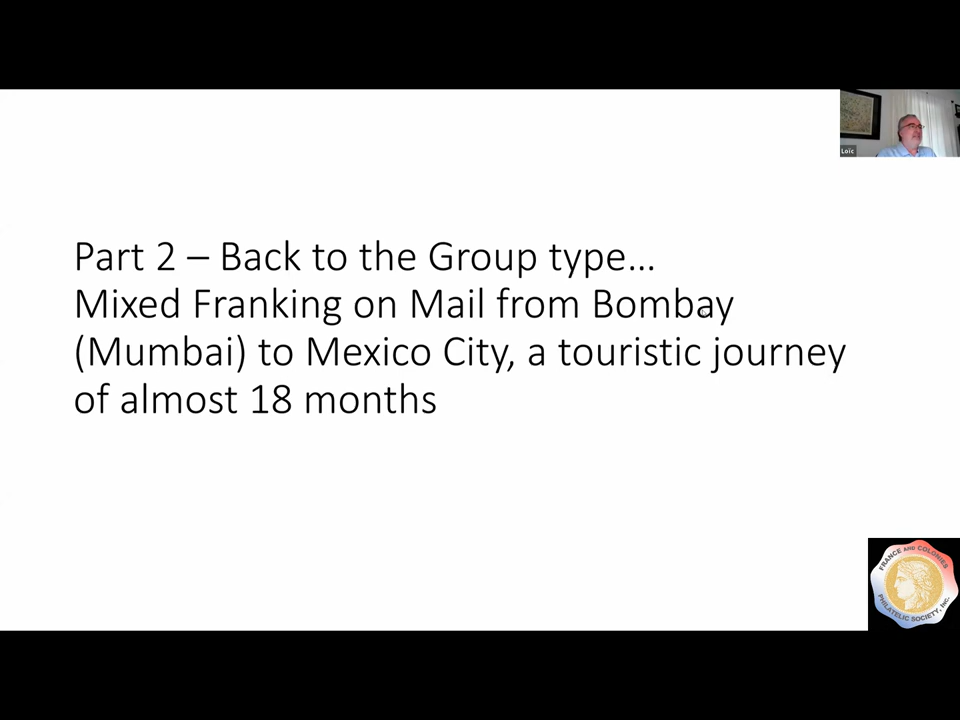 Loïc
Part 2 – Back to the Group type…
Mixed Franking on Mail from Bombay
(Mumbai) to Mexico City, a touristic journey
of almost 18 months
FRANCE AND COLONIES
PHILATELIC SOCIETY, INC.